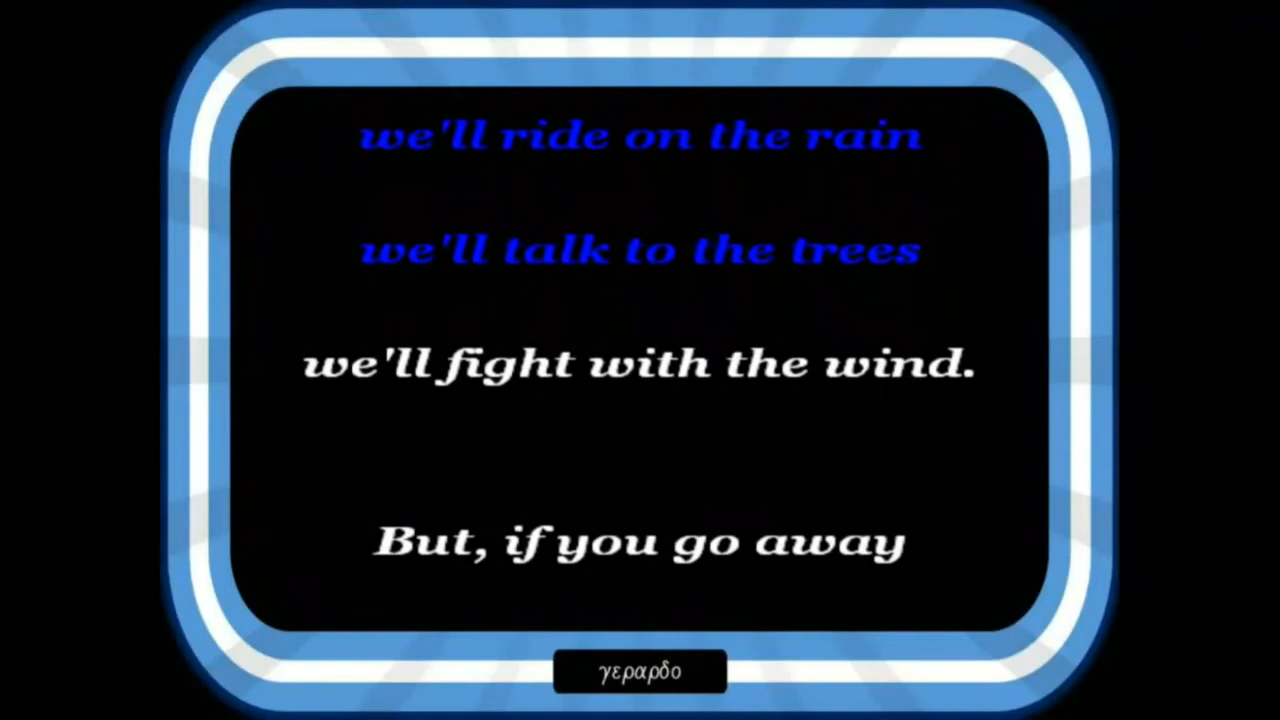 we'll ride on the rain
we'll talk to the trees
we'll fight with the wind.
But, if you go away
γεραρδο